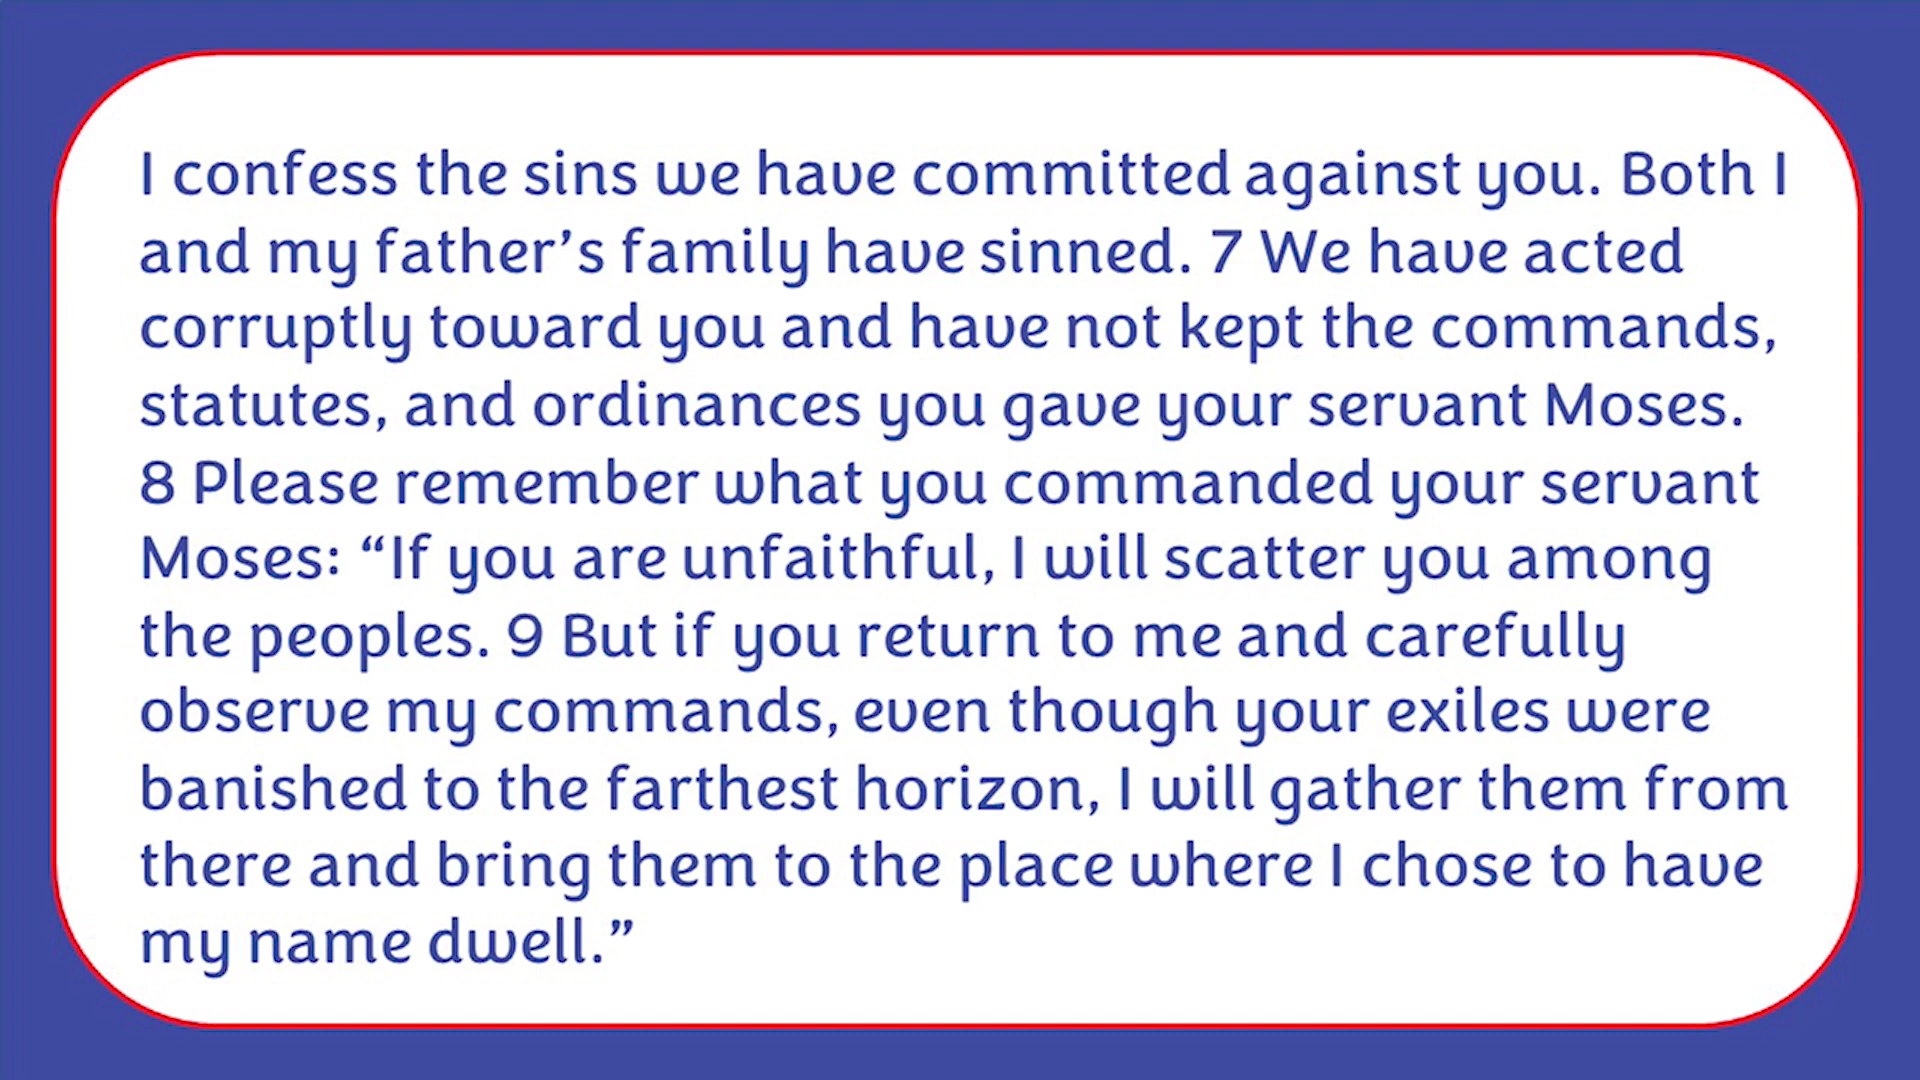 I confess the sins we have committed against you. Both I
and my father’s family have sinned. 7 We have acted
corruptly toward you and have not kept the commands,
statutes, and ordinances you gave your servant Moses.
8 Please remember what you commanded your servant
Moses: “If you are unfaithful, I will scatter you among
the peoples. 9 But if you return to me and carefully
observe my commands, even though your exiles were
banished to the farthest horizon, I will gather them from
there and bring them to the place where I chose to have
my name dwell.”